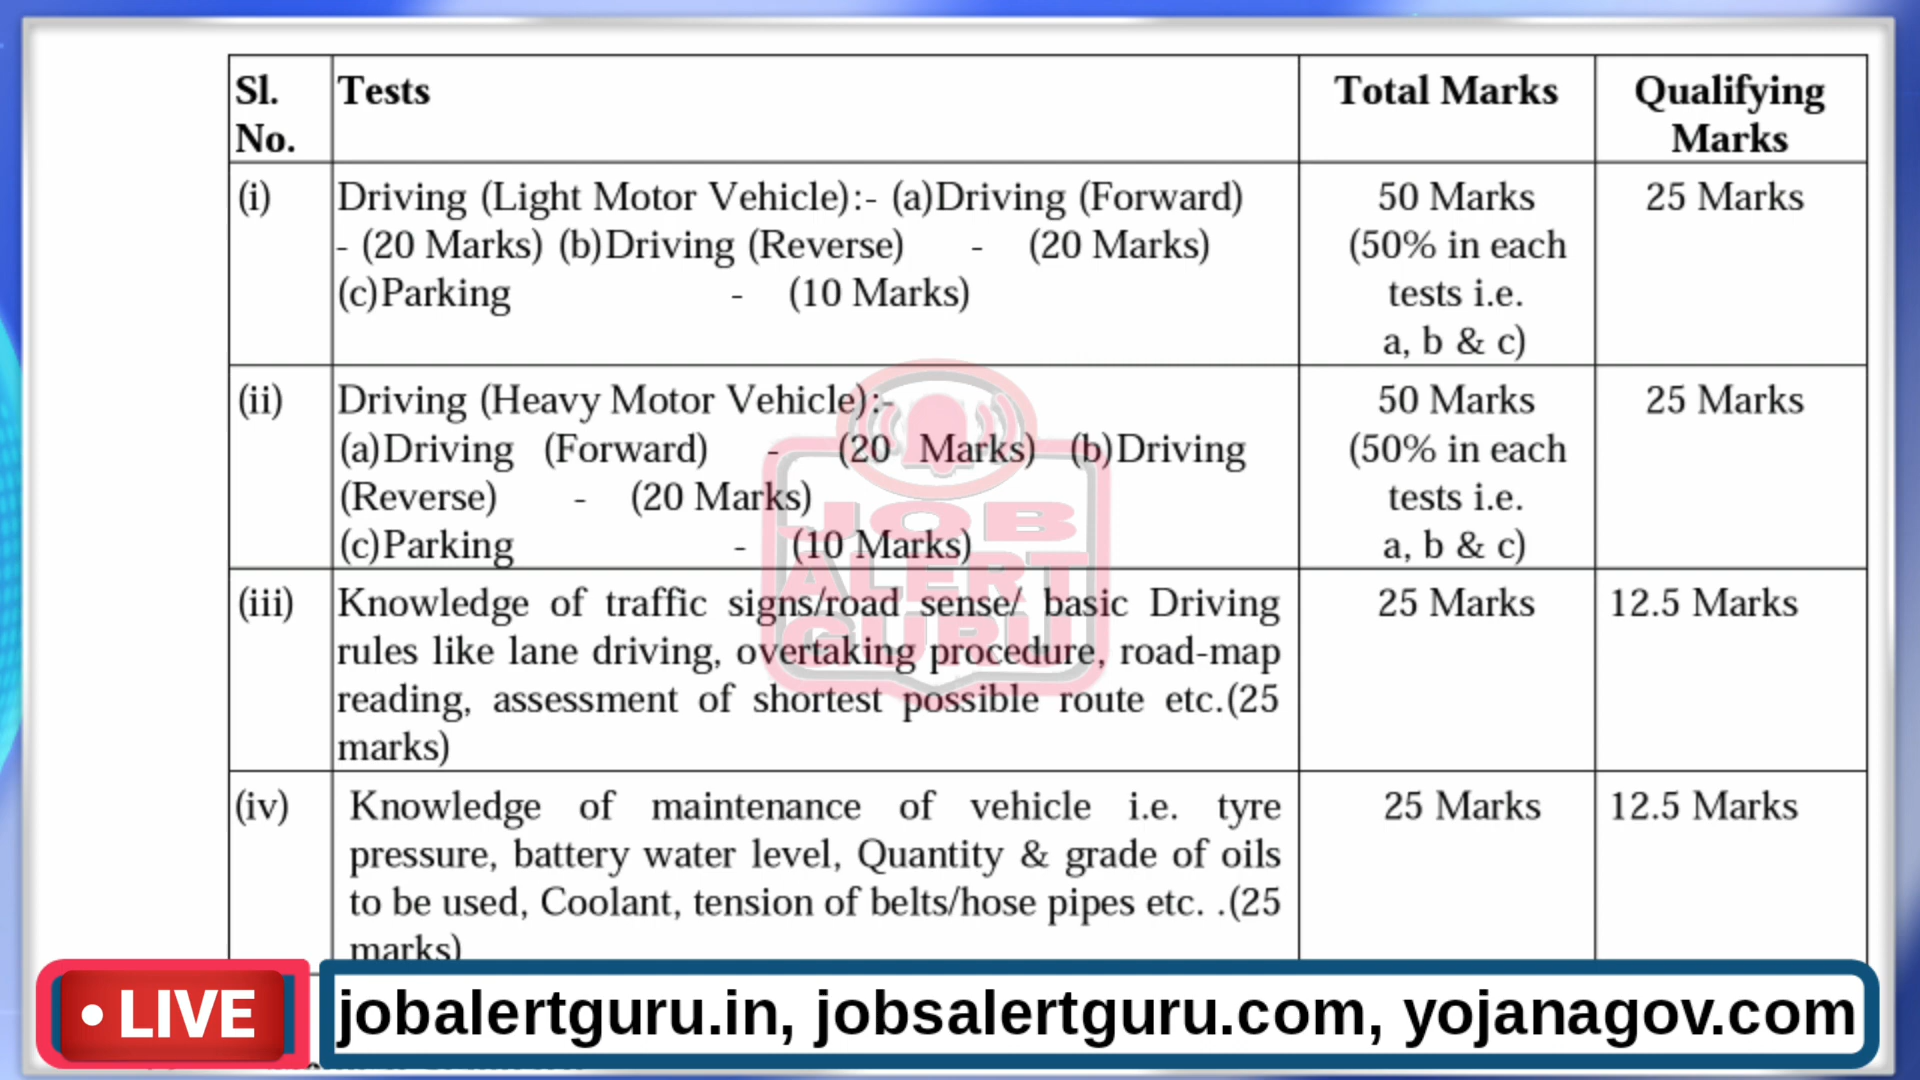 Sl. No.
Tests
Total Marks
Qualifying Marks
(i)
Driving (Light Motor Vehicle):- (a)Driving (Forward)
- (20 Marks) (b)Driving (Reverse) - (20 Marks)
(c)Parking - (10 Marks)
50 Marks
(50% in each
tests i.e.
a, b & c)
25 Marks
(ii)
Driving (Heavy Motor Vehicle):-
(a)Driving (Forward) - (20 Marks) (b)Driving
(Reverse) - (20 Marks)
(c)Parking - (10 Marks)
50 Marks
(50% in each
tests i.e.
a, b & c)
25 Marks
(iii)
Knowledge of traffic signs/road sense/ basic Driving
rules like lane driving, overtaking procedure, road-map
reading, assessment of shortest possible route etc.(25
marks)
25 Marks
12.5 Marks
(iv)
Knowledge of maintenance of vehicle i.e. tyre
pressure, battery water level, Quantity & grade of oils
to be used, Coolant, tension of belts/hose pipes etc. .(25
marks)
25 Marks
12.5 Marks
JOB
ALERT
GURU
• LIVE
jobalertguru.in, jobsalertguru.com, yojanagov.com